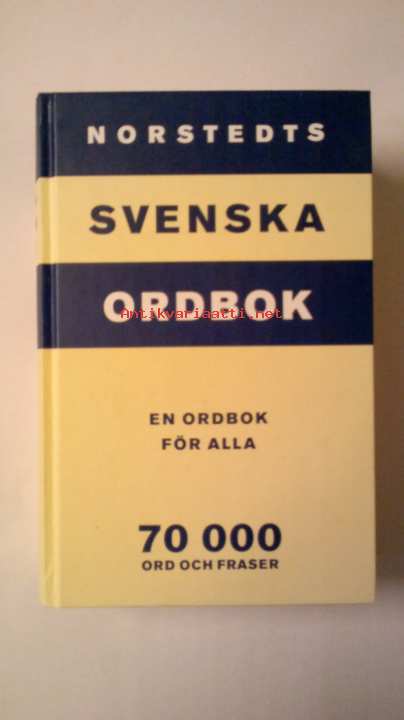 NORSTEDTS
SVENSKA
ORDBOK
Antikvariaatti.net
EN ORDBOK
FÖR ALLA
70 000
ORD OCH FRASER